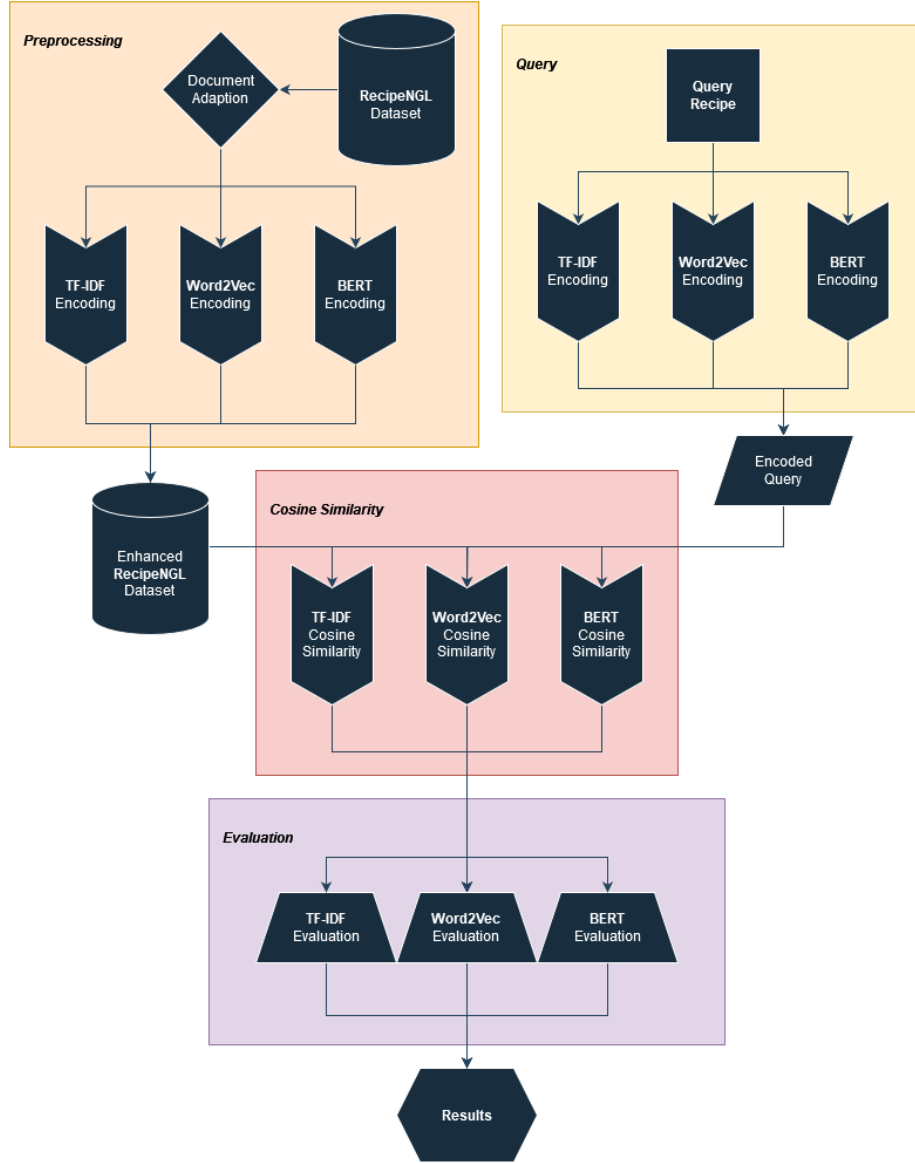 Preprocessing
Document
Adaption
RecipeNGL
Dataset
TF-IDF
Encoding
Word2Vec
Encoding
BERT
Encoding
Query
Query
Recipe
TF-IDF
Encoding
Word2Vec
Encoding
BERT
Encoding
Encoded
Query
Enhanced
RecipeNGL
Dataset
Cosine Similarity
TF-IDF
Cosine
Similarity
Word2Vec
Cosine
Similarity
BERT
Cosine
Similarity
Evaluation
TF-IDF
Evaluation
Word2Vec
Evaluation
BERT
Evaluation
Results